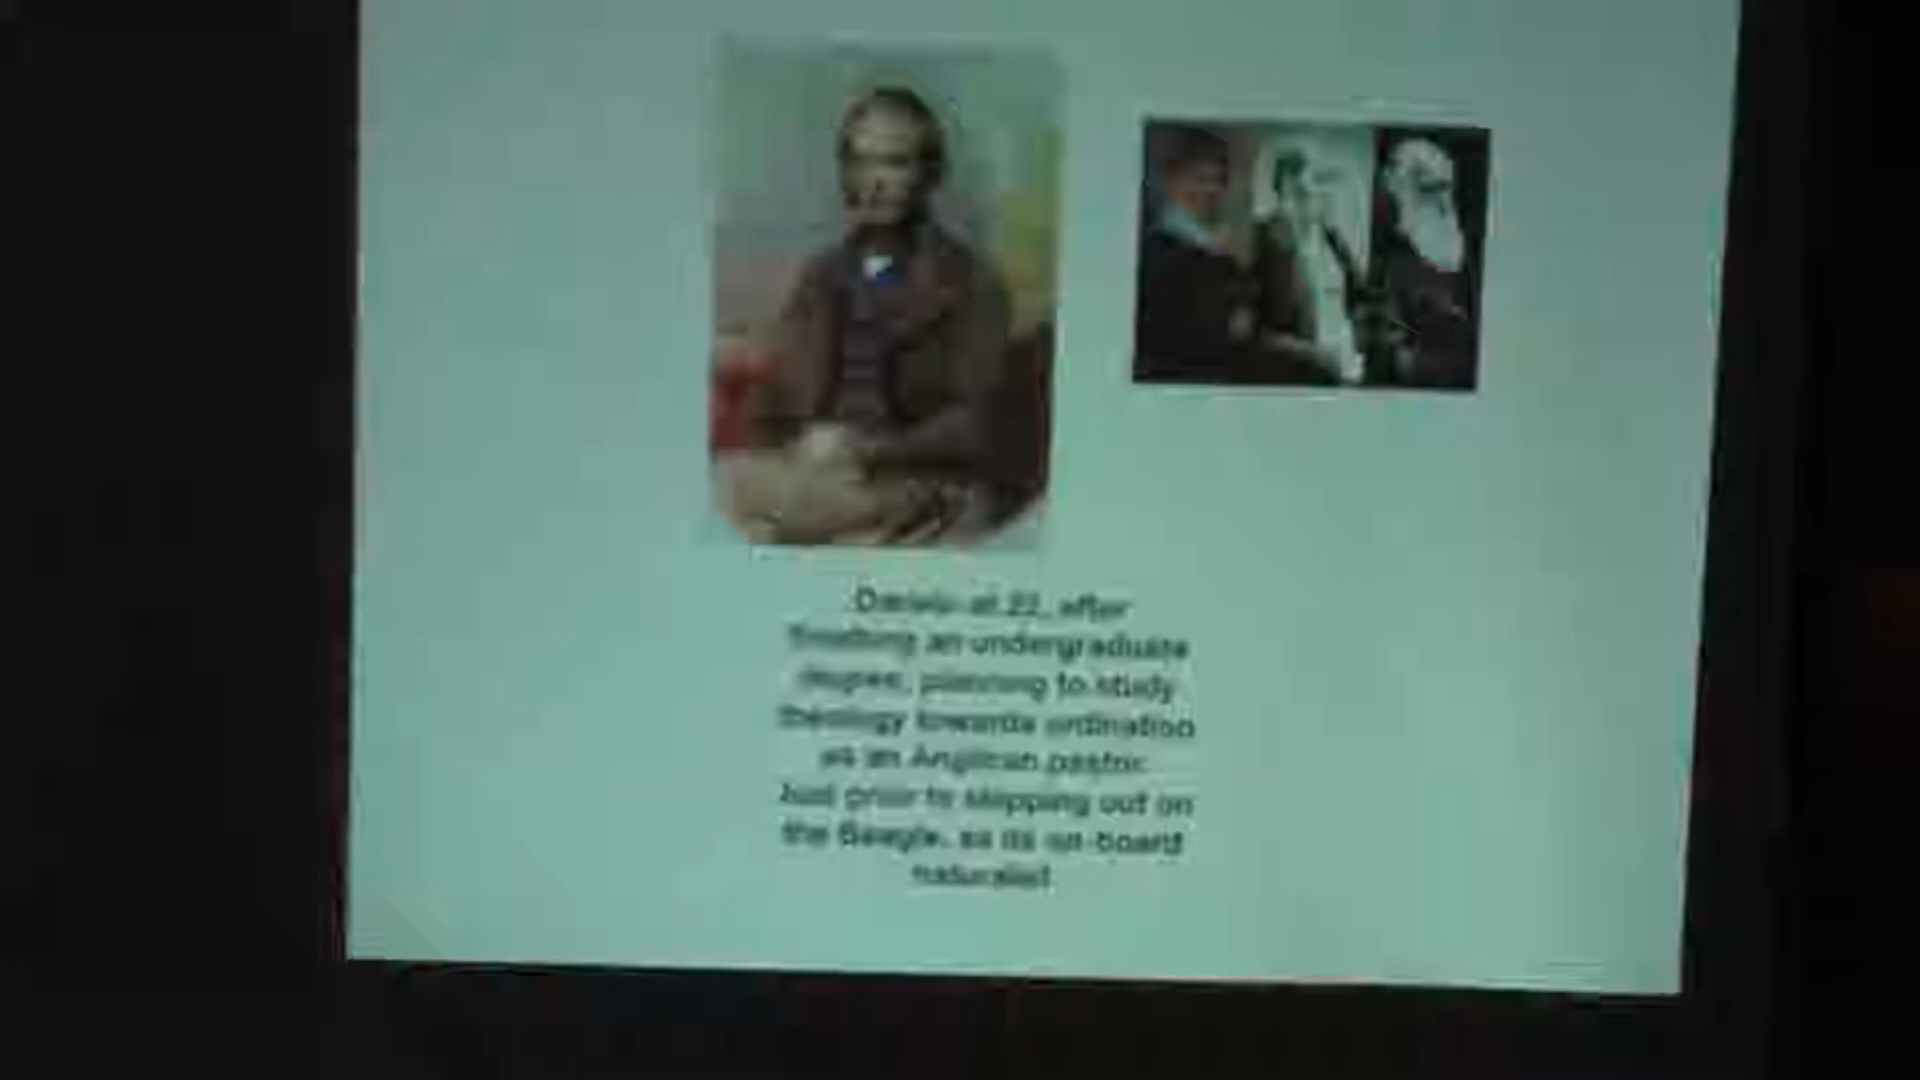 Darwin at 22, after
finishing an undergraduate
degree, planning to study
theology towards ordination
as an Anglican pastor.
Just prior to stepping out on
the Beagle, as its on-board
naturalist